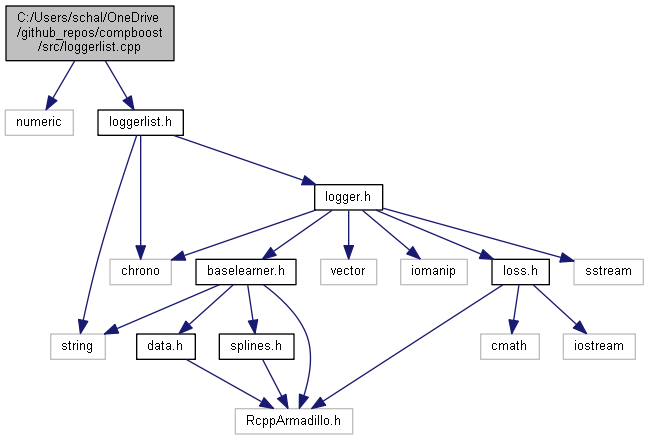 C:/Users/schal/OneDrive
/github_repos/compboost
/src/loggerlist.cpp
numeric
loggerlist.h
logger.h
chrono
baselearner.h
vector
iomanip
loss.h
sstream
string
data.h
splines.h
cmath
iostream
RcppArmadillo.h